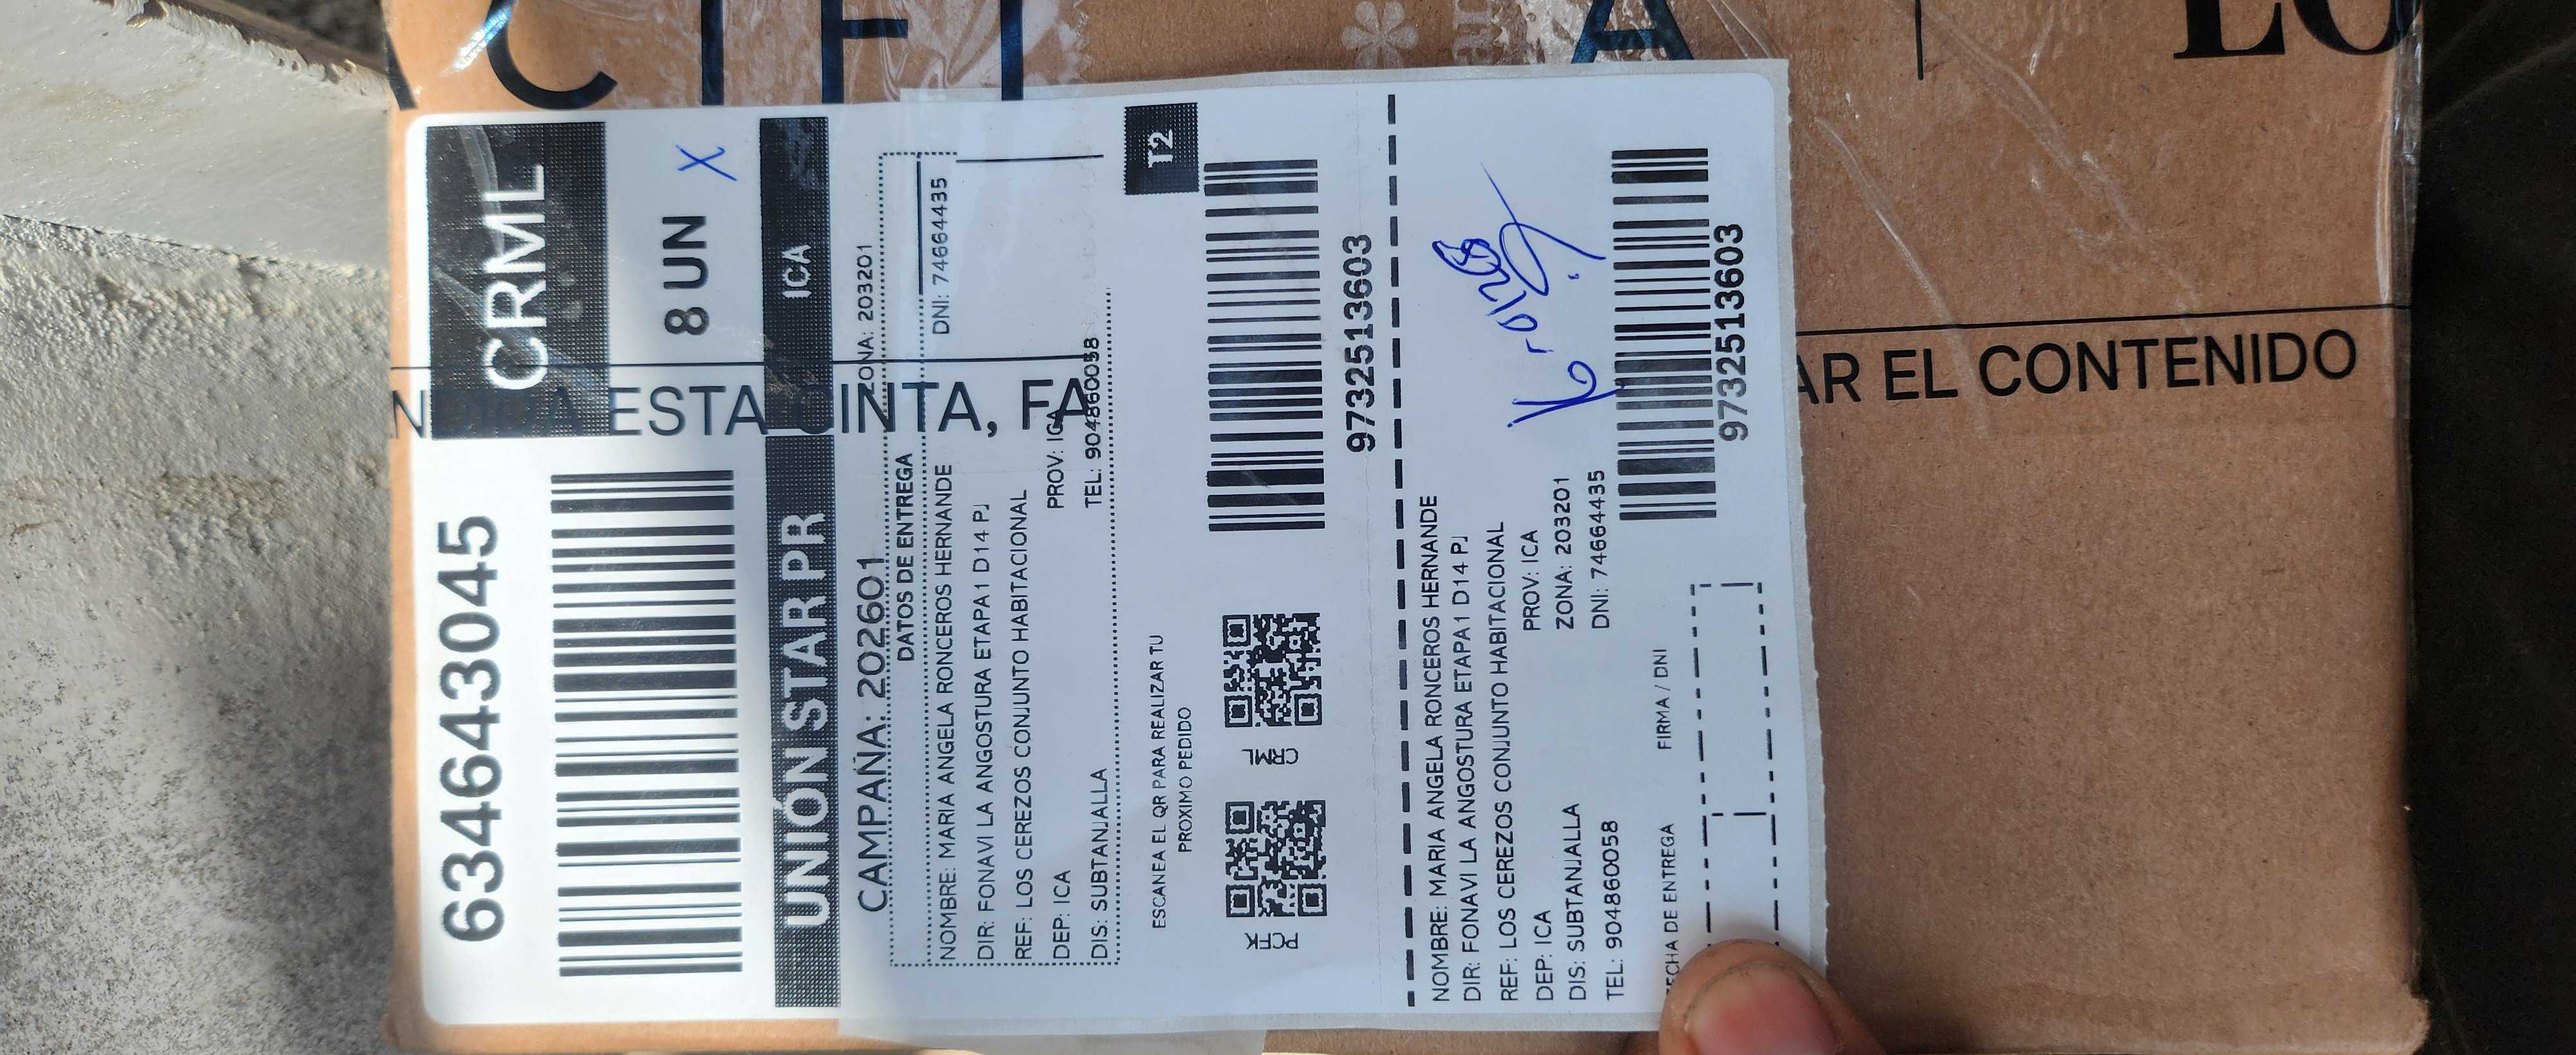 6346643045
CRML
8 UN X
UNIÓN STAR PR ICA
CAMPAÑA: 202601 ZONA: 203201
DATOS DE ENTREGA
NOMBRE: MARIA ANGELA RONCEROS HERNANDE DNI: 74664435
DIR: FONAVI LA ANGOSTURA ETAPA1 D14 PJ
REF: LOS CEREZOS CONJUNTO HABITACIONAL
DEP: ICA PROV: ICA
DIS: SUBTANJALLA TEL: 904860058
T2
ESCANEA EL QR PARA REALIZAR TU
PROXIMO PEDIDO
PCTK CRML
9732513603
NOMBRE: MARIA ANGELA RONCEROS HERNANDE
DIR: FONAVI LA ANGOSTURA ETAPA1 D14 PJ
REF: LOS CEREZOS CONJUNTO HABITACIONAL
DEP: ICA PROV: ICA
DIS: SUBTANJALLA ZONA: 203201
TEL: 904860058 DNI: 74664435
9732513603
FECHA DE ENTREGA FIRMA / DNI
ESTA CINTA, FA
AR EL CONTENIDO